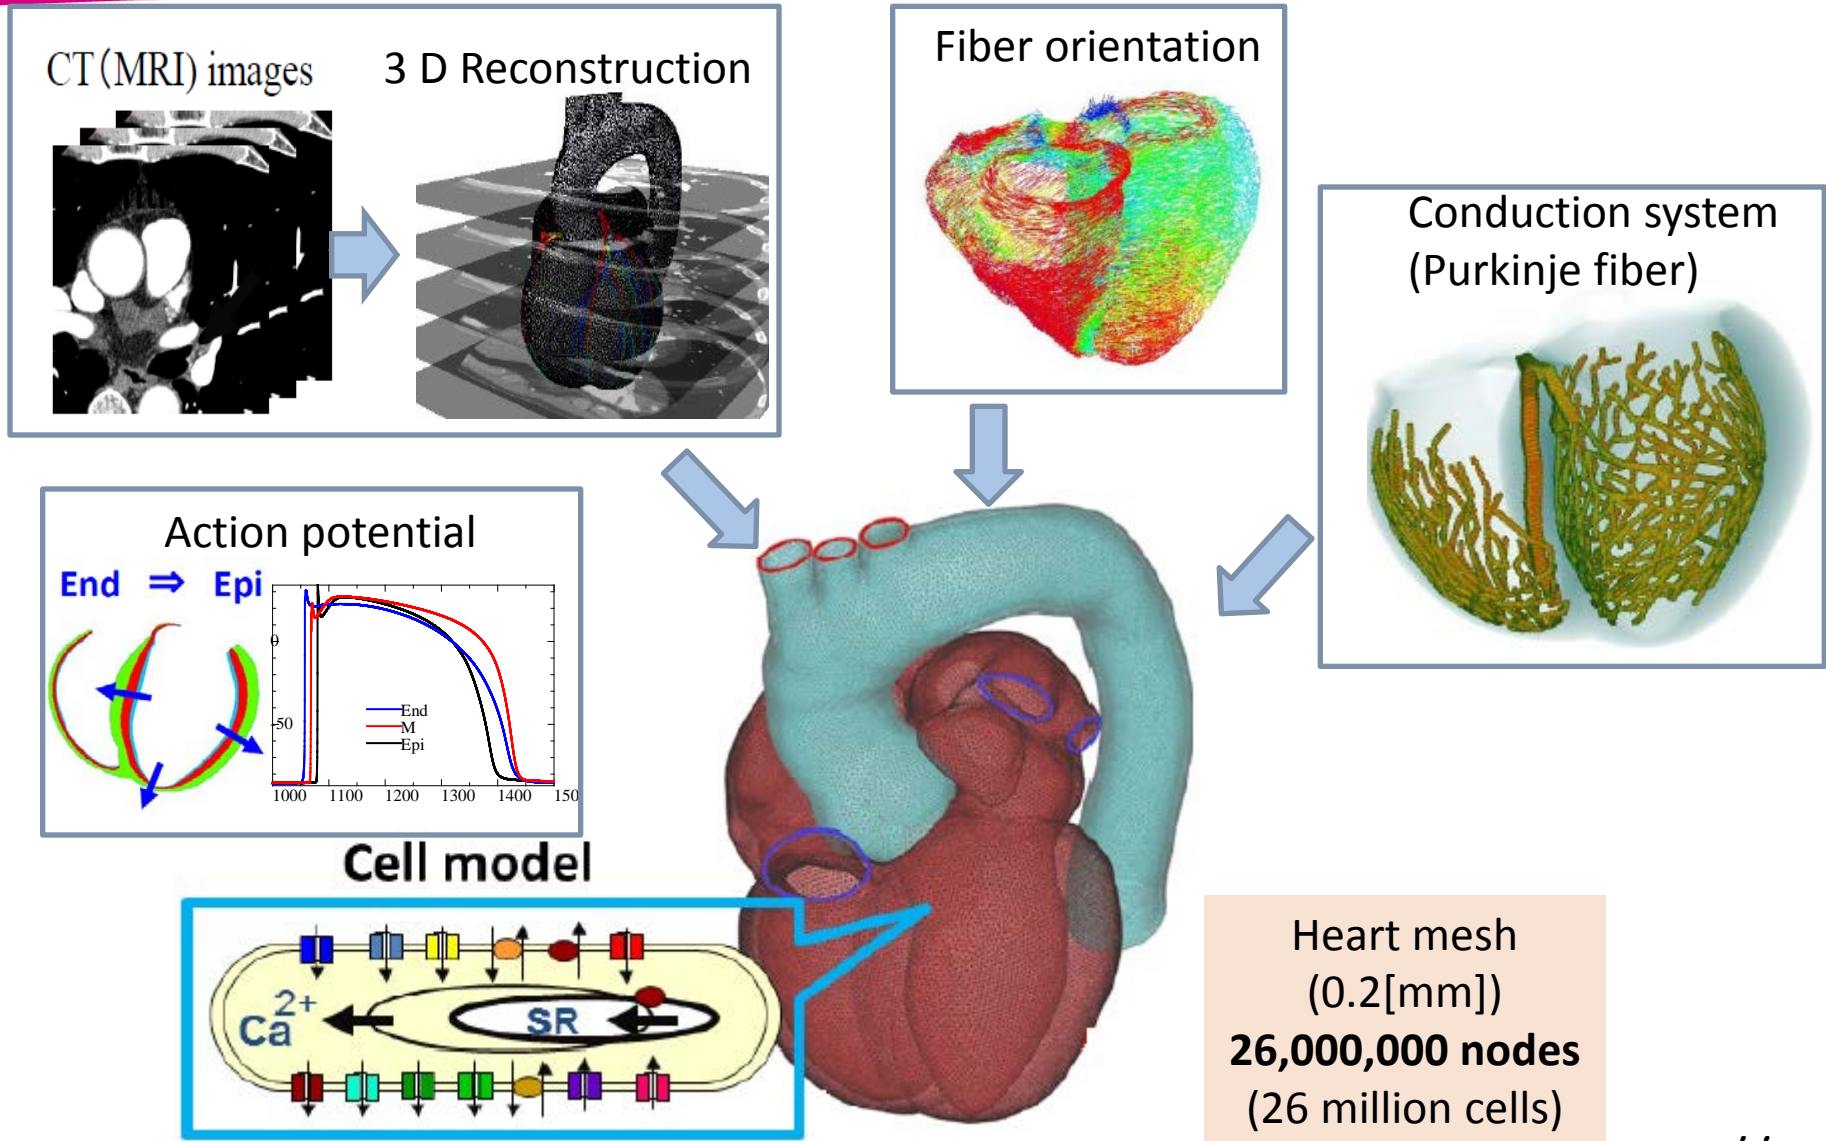 CT(MRI) images
3 D Reconstruction
Fiber orientation
Conduction system
(Purkinje fiber)
Action potential
End ⇒ Epi
0
-50
End
M
Epi
1000 1100 1200 1300 1400 150
Cell model
Ca2+
SR
Heart mesh
(0.2[mm])
26,000,000 nodes
(26 million cells)